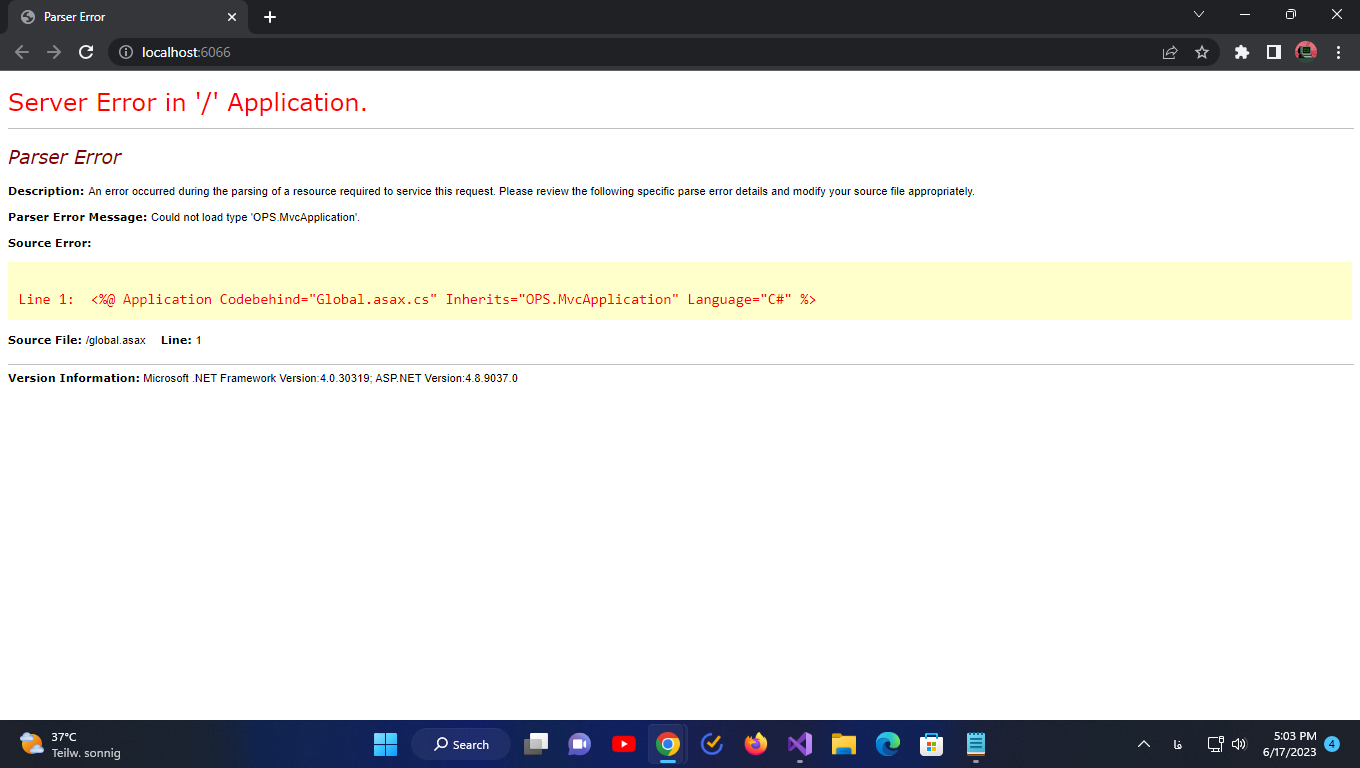 Parser Error
localhost:6066
Server Error in '/' Application.
Parser Error
Description: An error occurred during the parsing of a resource required to service this request. Please review the following specific parse error details and modify your source file appropriately.
Parser Error Message: Could not load type 'OPS.MvcApplication'.
Source Error:
Line 1:  <%@ Application Codebehind="Global.asax.cs" Inherits="OPS.MvcApplication" Language="C#" %>
Source File: /global.asax    Line: 1
Version Information: Microsoft .NET Framework Version:4.0.30319; ASP.NET Version:4.8.9037.0
37°C
Teilw. sonnig
Search
فا
5:03 PM
6/17/2023
4